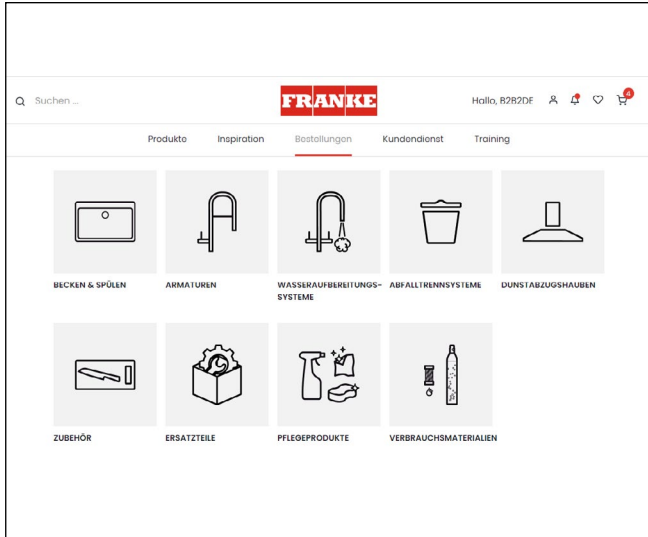 Suchen ...
FRANKE
Hallo, B2B2DE
4
Produkte Inspiration Bestellungen Kundendienst Training
BECKEN & SPÜLEN ARMATUREN WASSERAUFBEREITUNGS- ABFALLTRENNSYSTEME DUNSTABZUGSHAUBEN
SYSTEME
ZUBEHÖR ERSATZTEILE PFLEGEPRODUKTE VERBRAUCHSMATERIALIEN